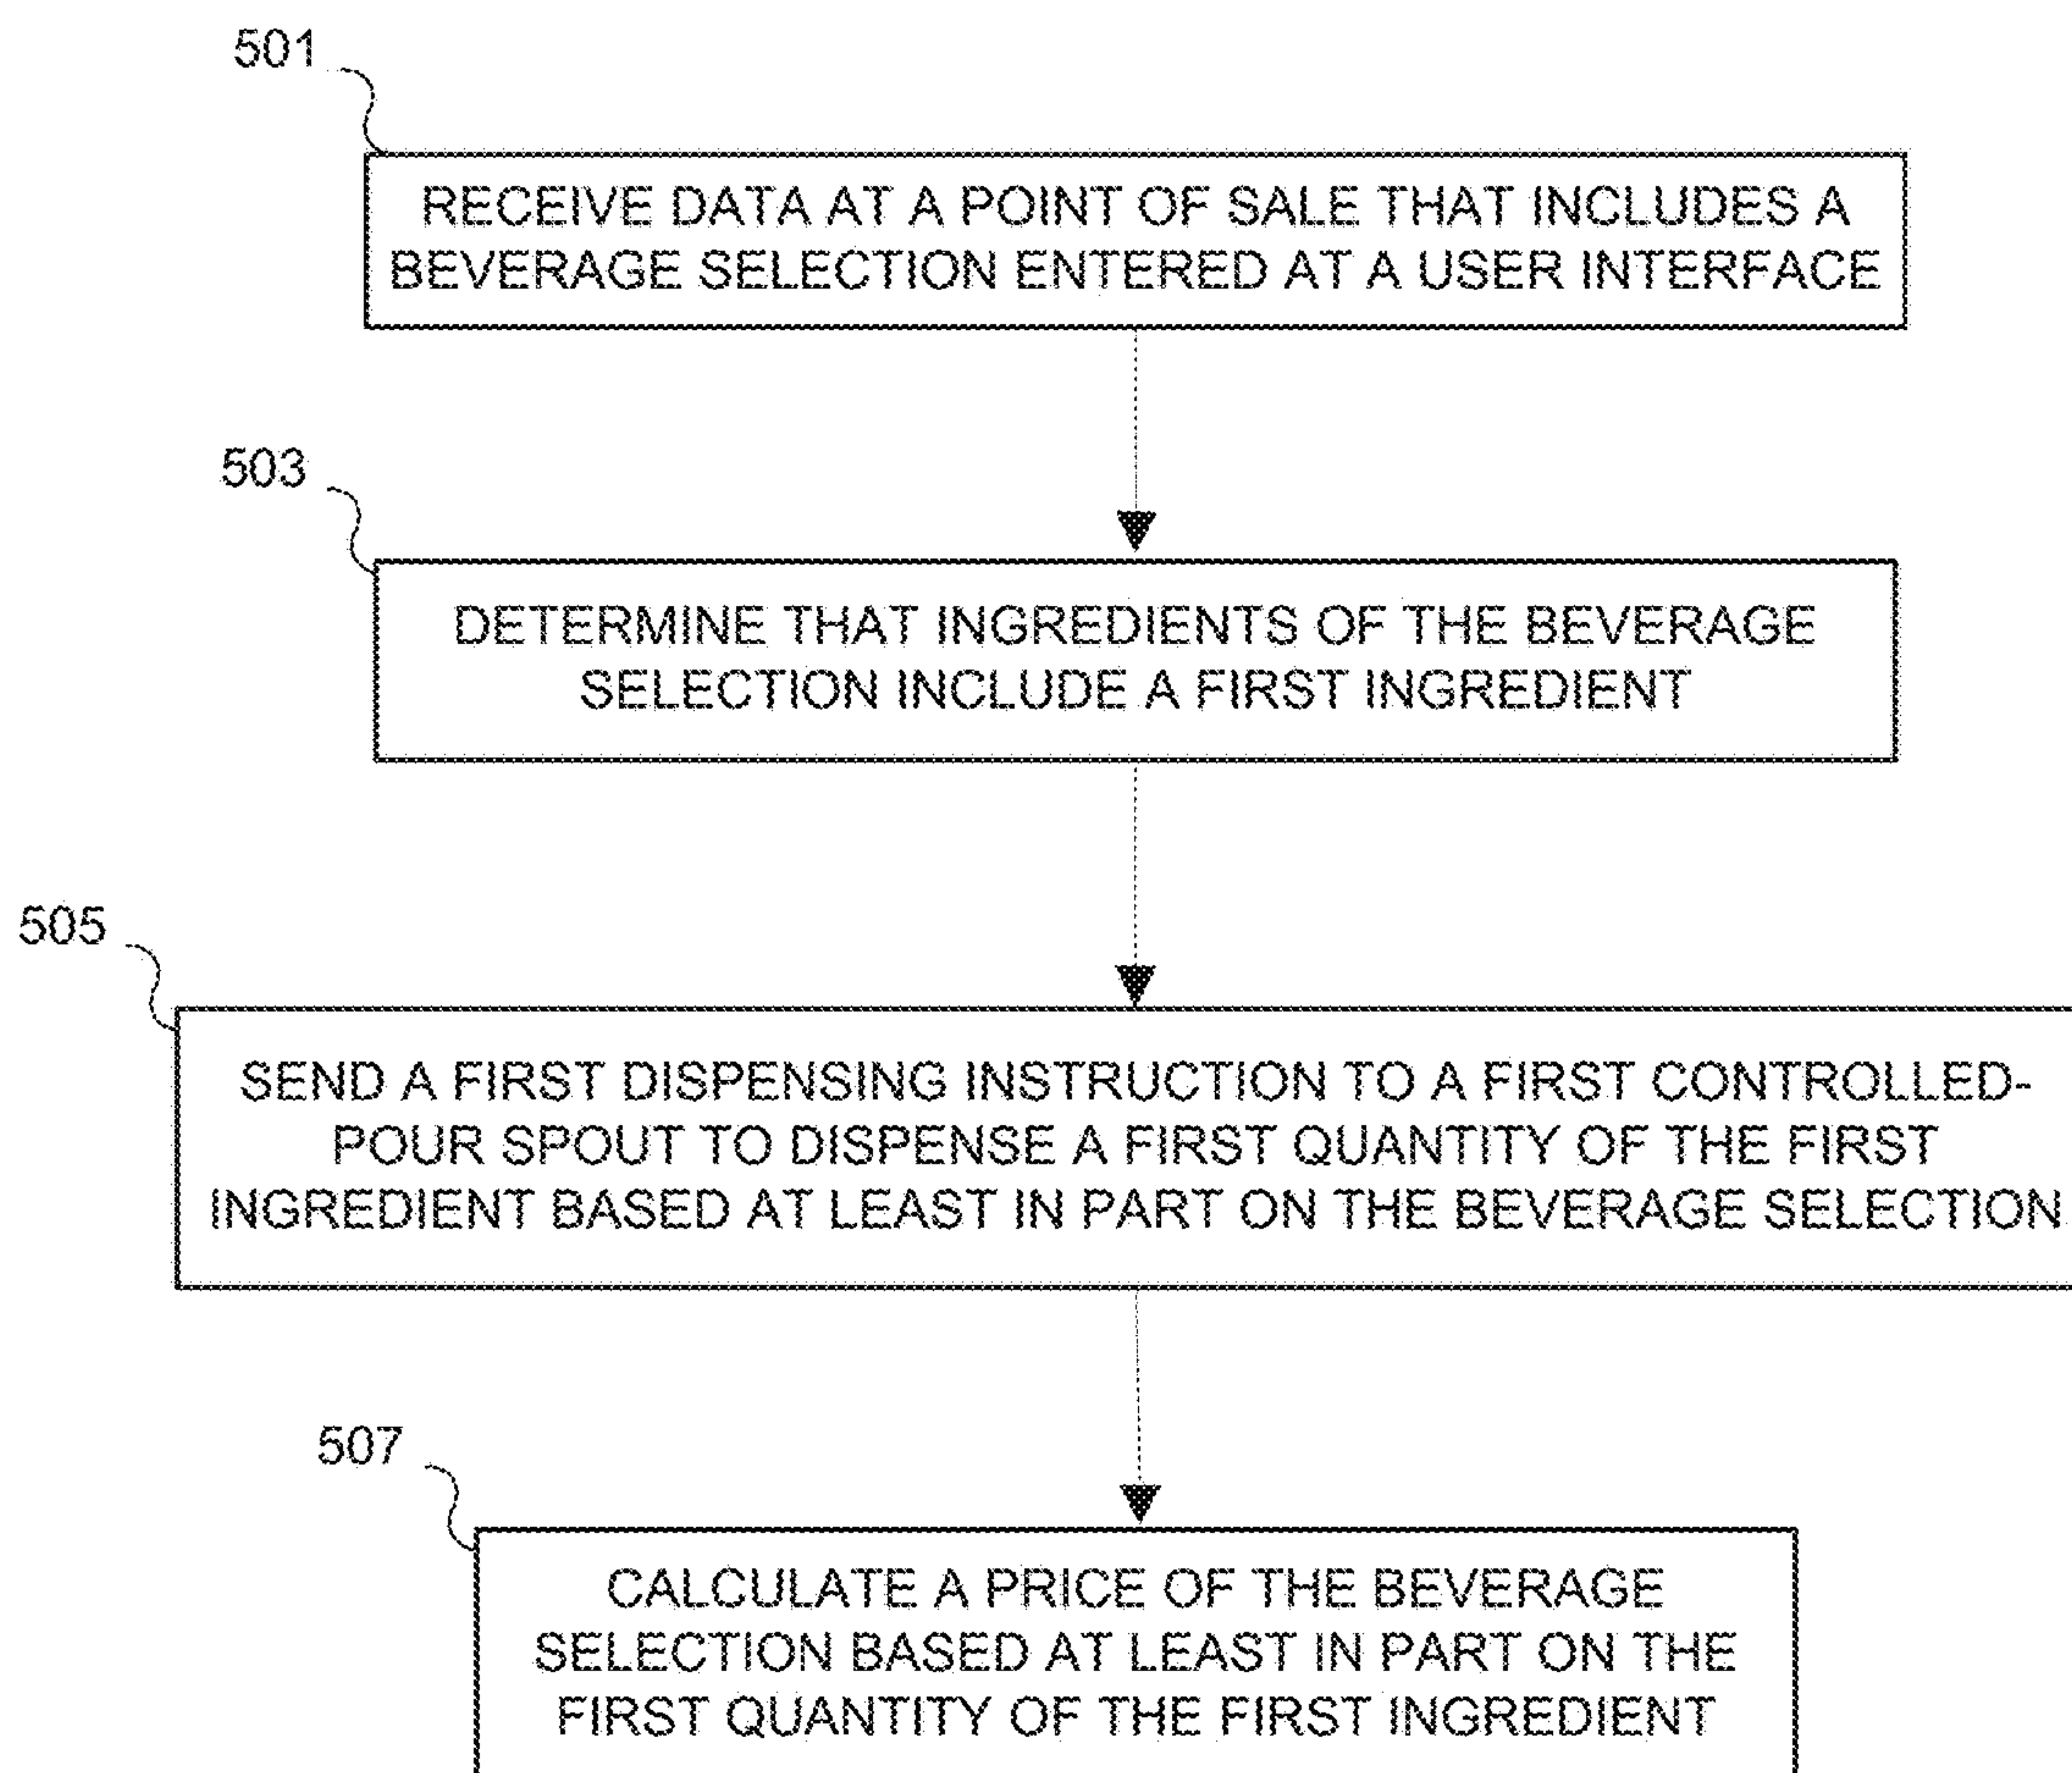 501
RECEIVE DATA AT A POINT OF SALE THAT INCLUDES A
BEVERAGE SELECTION ENTERED AT A USER INTERFACE
503
DETERMINE THAT INGREDIENTS OF THE BEVERAGE
SELECTION INCLUDE A FIRST INGREDIENT
505
SEND A FIRST DISPENSING INSTRUCTION TO A FIRST CONTROLLED-
POUR SPOUT TO DISPENSE A FIRST QUANTITY OF THE FIRST
INGREDIENT BASED AT LEAST IN PART ON THE BEVERAGE SELECTION
507
CALCULATE A PRICE OF THE BEVERAGE
SELECTION BASED AT LEAST IN PART ON THE
FIRST QUANTITY OF THE FIRST INGREDIENT